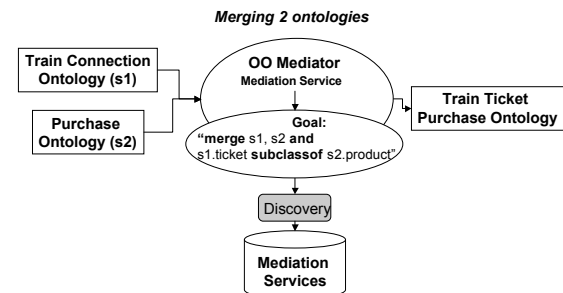 Merging 2 ontologies
Train Connection
Ontology (s1)
Purchase
Ontology (s2)
OO Mediator
Mediation Service
Goal:
“merge s1, s2 and
s1.ticket subclassof s2.product”
Train Ticket
Purchase Ontology
Discovery
Mediation
Services